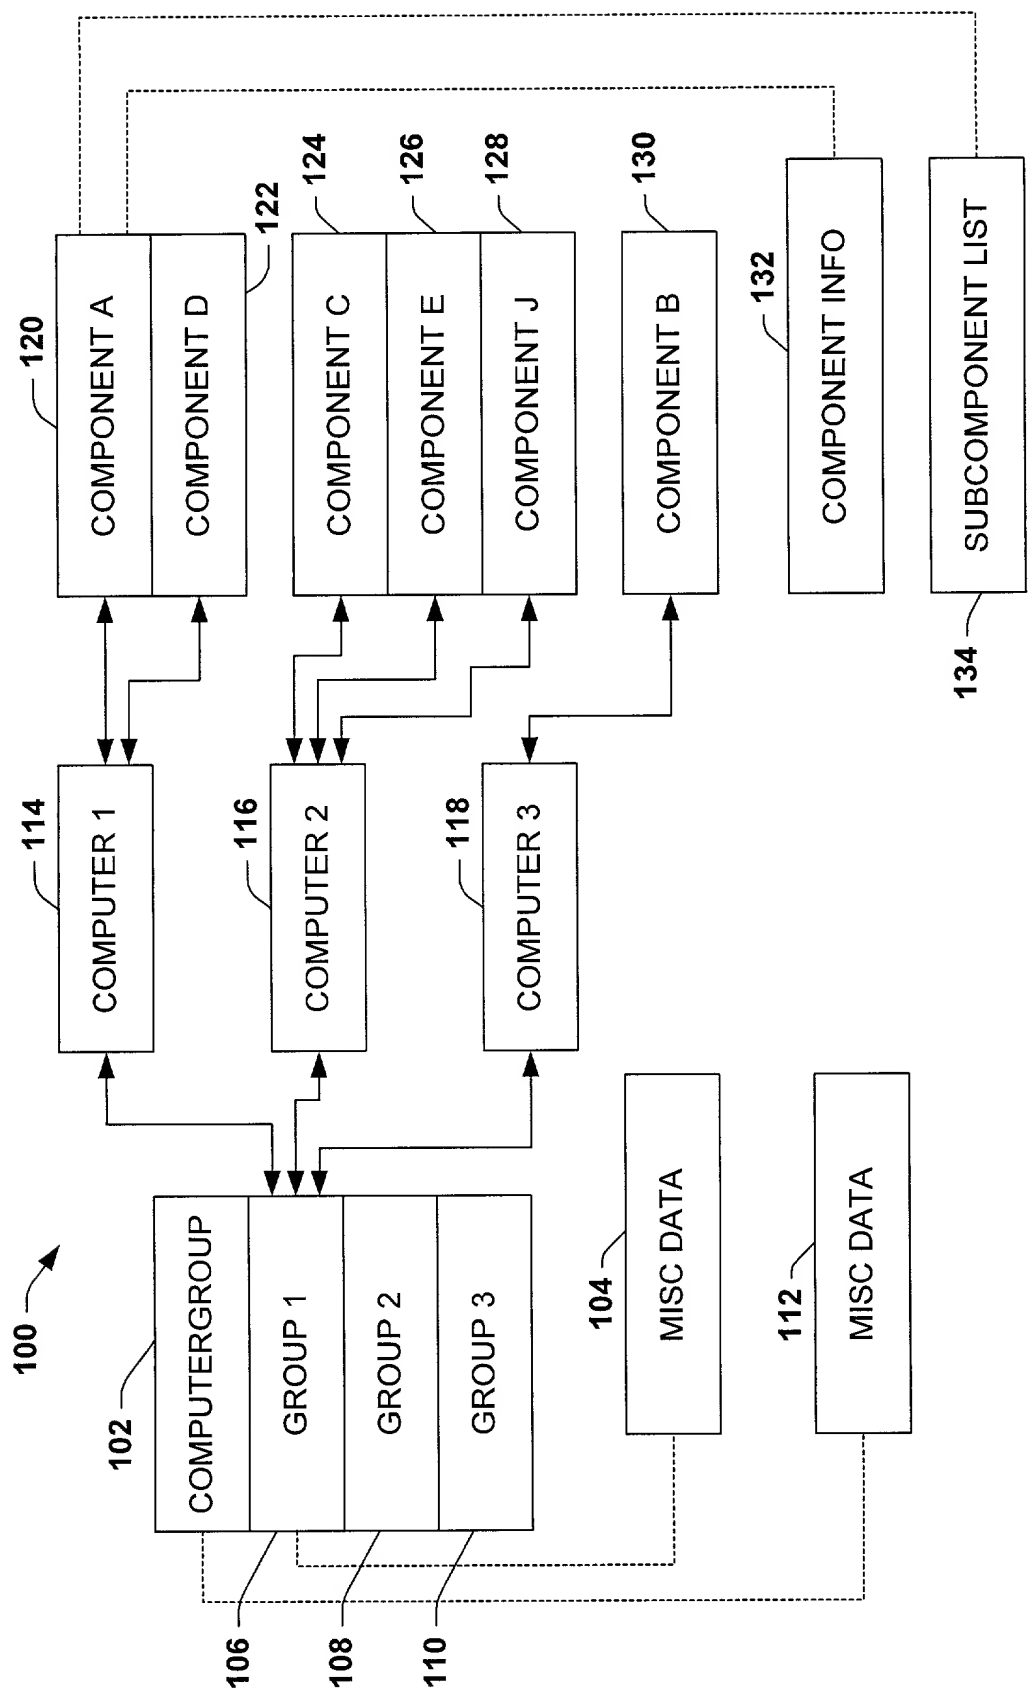 100
102
COMPUTERGROUP
106
GROUP 1
108
GROUP 2
110
GROUP 3
104
MISC DATA
112
MISC DATA
114
COMPUTER 1
116
COMPUTER 2
118
COMPUTER 3
120
COMPONENT A
COMPONENT D
122
COMPONENT C
124
COMPONENT E
126
COMPONENT J
128
COMPONENT B
130
132
COMPONENT INFO
134
SUBCOMPONENT LIST